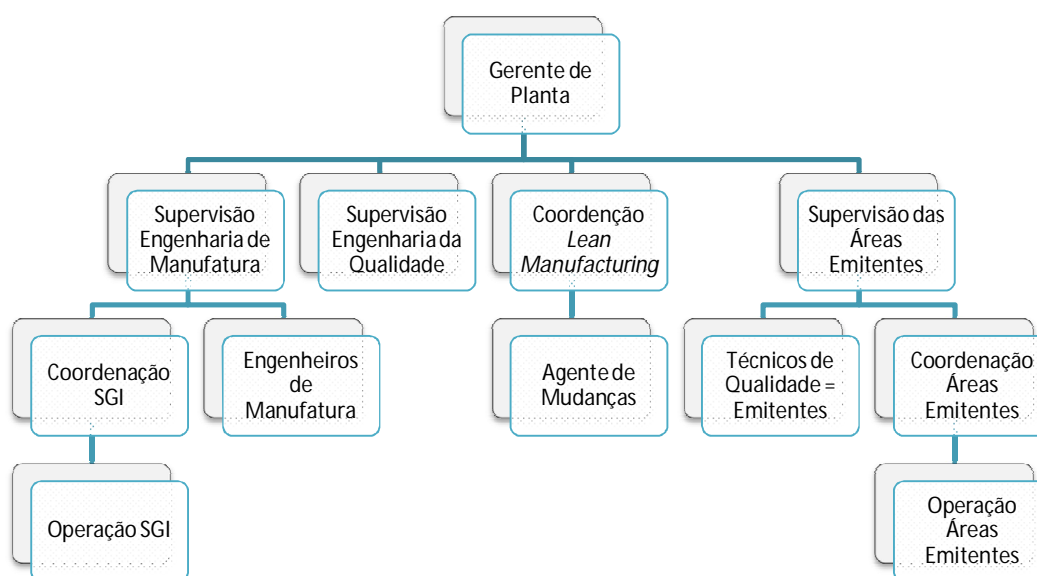 Gerente de
Planta
Supervisão
Engenharia de
Manufatura
Supervisão
Engenharia da
Qualidade
Coordenção
Lean
Manufacturing
Supervisão das
Áreas
Emitentes
Coordenação
SGI
Engenheiros
de
Manufatura
Agente de
Mudanças
Técnicos de
Qualidade =
Emitentes
Coordenação
Áreas
Emitentes
Operação SGI
Operação
Áreas
Emitentes